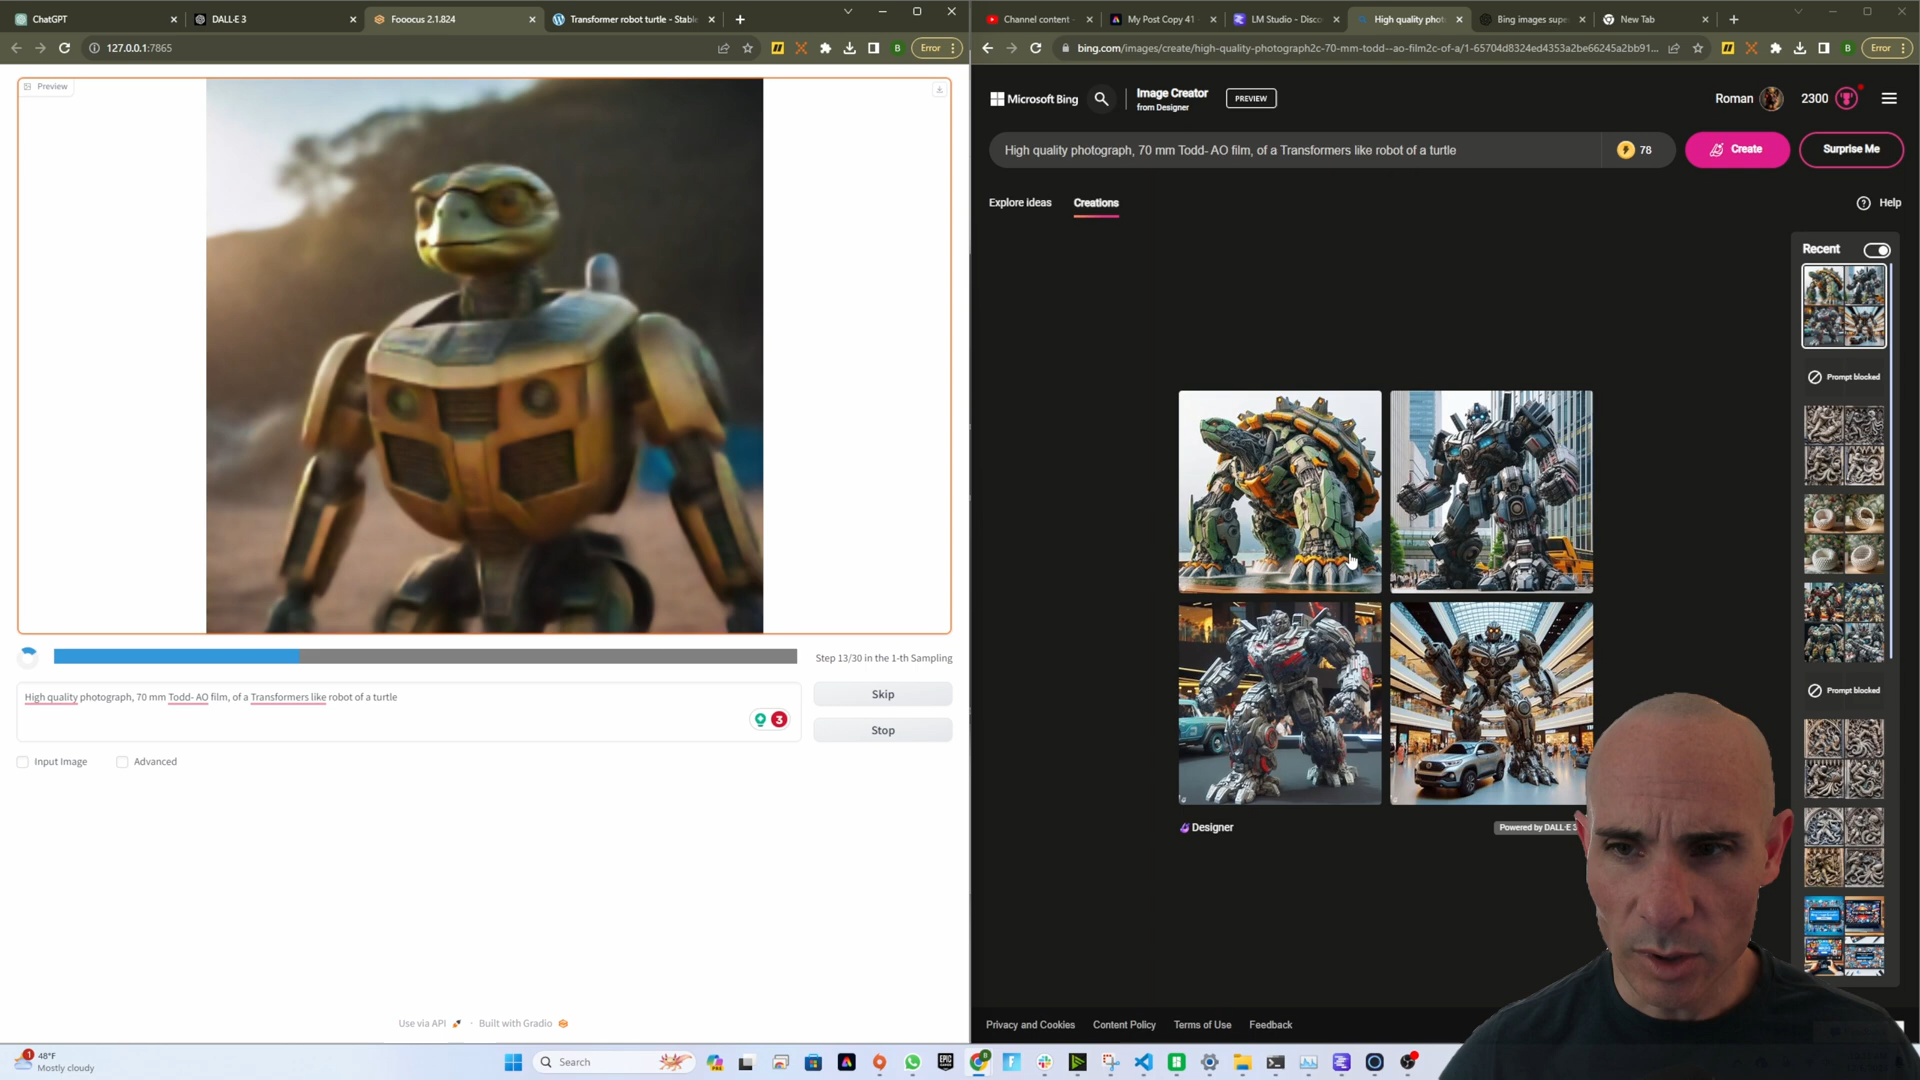 ChatGPT
DALL·E 3
Fooocus 2.1.824
Transformer robot turtle - Stable
127.0.0.1:7865
Error
Preview
Step 13/30 in the 1-th Sampling
High quality photograph, 70 mm Todd- AO film, of a Transformers like robot of a turtle
3
Skip
Stop
Input Image
Advanced
Use via API
·
Built with Gradio
Channel content
My Post Copy 41
LM Studio - Disco
High quality phot
Bing images supe
New Tab
bing.com/images/create/high-quality-photograph2c-70-mm-todd--ao-film2c-of-a/1-65704d8324ed4353a2be66245a2bb91...
Error
Microsoft Bing
Image Creator
from Designer
PREVIEW
Roman
2300
High quality photograph, 70 mm Todd- AO film, of a Transformers like robot of a turtle
78
Create
Surprise Me
Explore ideas
Creations
Help
Recent
Prompt blocked
Prompt blocked
Designer
Powered by DALL·E 3
Privacy and Cookies
Content Policy
Terms of Use
Feedback
1
48°F
Mostly cloudy
Search